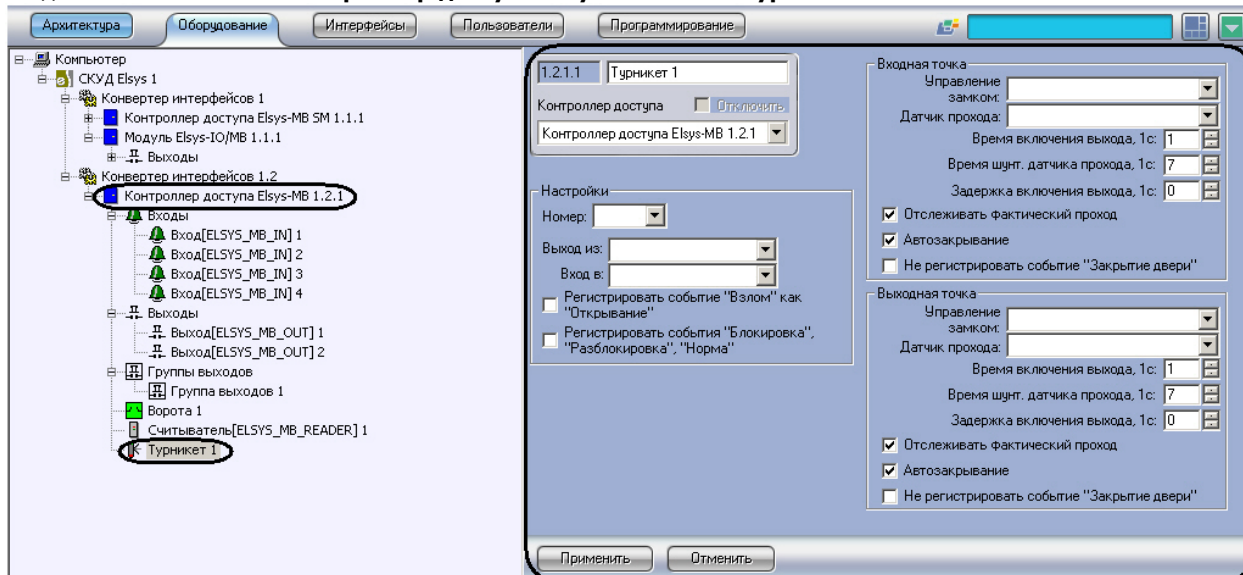 Архитектура Оборудование Интерфейсы Пользователи Программирование
Компьютер
СКУД Elsys 1
Конвертер интерфейсов 1
Контроллер доступа Elsys-MB SM 1.1.1
Модуль Elsys-IO/MB 1.1.1
Выходы
Конвертер интерфейсов 1.2
Контроллер доступа Elsys-MB 1.2.1
Входы
Вход[ELSYS_MB_IN] 1
Вход[ELSYS_MB_IN] 2
Вход[ELSYS_MB_IN] 3
Вход[ELSYS_MB_IN] 4
Выходы
Выход[ELSYS_MB_OUT] 1
Выход[ELSYS_MB_OUT] 2
Группы выходов
Группа выходов 1
Ворота 1
Считыватель[ELSYS_MB_READER] 1
Турникет 1
1.2.1.1 Турникет 1
Контроллер доступа Отключить
Контроллер доступа Elsys-MB 1.2.1
Настройки
Номер:
Выход из:
Вход в:
Регистрировать событие "Взлом" как
"Открывание"
Регистрировать события "Блокировка",
"Разблокировка", "Норма"
Входная точка
Управление
замком:
Датчик прохода:
Время включения выхода, 1с: 1
Время шунт. датчика прохода, 1с: 7
Задержка включения выхода, 1с: 0
Отслеживать фактический проход
Автозакрывание
Не регистрировать событие "Закрытие двери"
Выходная точка
Управление
замком:
Датчик прохода:
Время включения выхода, 1с: 1
Время шунт. датчика прохода, 1с: 7
Задержка включения выхода, 1с: 0
Отслеживать фактический проход
Автозакрывание
Не регистрировать событие "Закрытие двери"
Применить Отменить